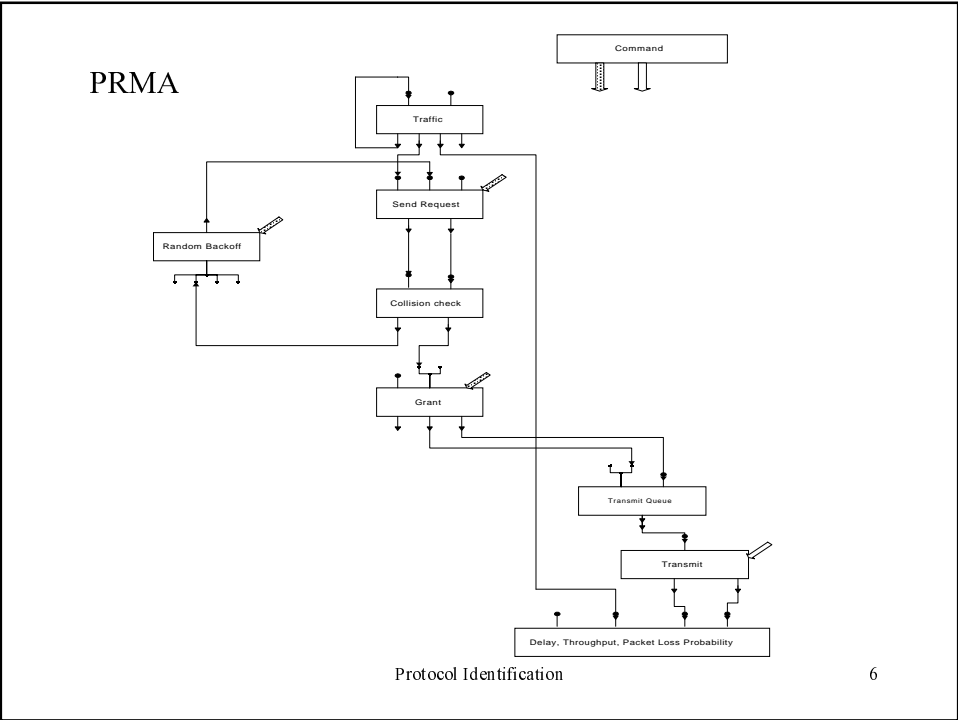 PRMA
Command
Traffic
Send Request
Random Backoff
Collision check
Grant
Transmit Queue
Transmit
Delay, Throughput, Packet Loss Probability
Protocol Identification
6